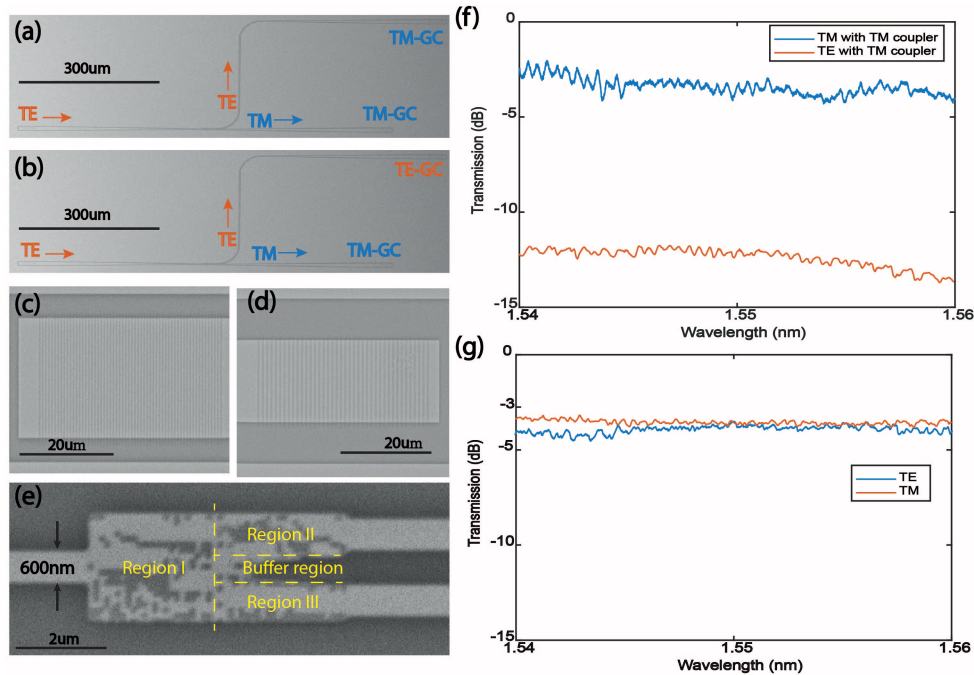 (a)
TM-GC
300um
TE
TE
TM
TM-GC
(b)
TE-GC
300um
TE
TE
TM
TM-GC
(c)
20um
(d)
20um
(e)
Region II
600nm
Region I
Buffer region
Region III
2um
(f)
0
TM with TM coupler
TE with TM coupler
-5
Transmission (dB)
-10
-15
1.54
1.55
1.56
Wavelength (nm)
(g)
0
-3
-5
Transmission (dB)
TE
TM
-10
-15
1.54
1.55
1.56
Wavelength (nm)